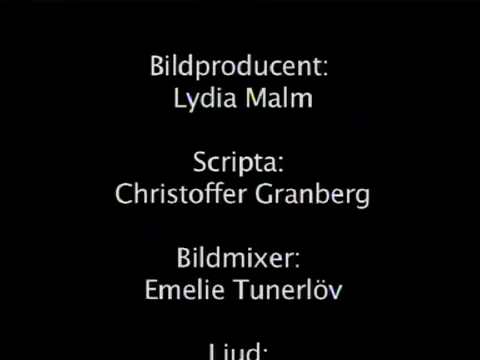 Bildproducent:
Lydia Malm
Scripta:
Christoffer Granberg
Bildmixer:
Emelie Tunerlöv
Ljud: